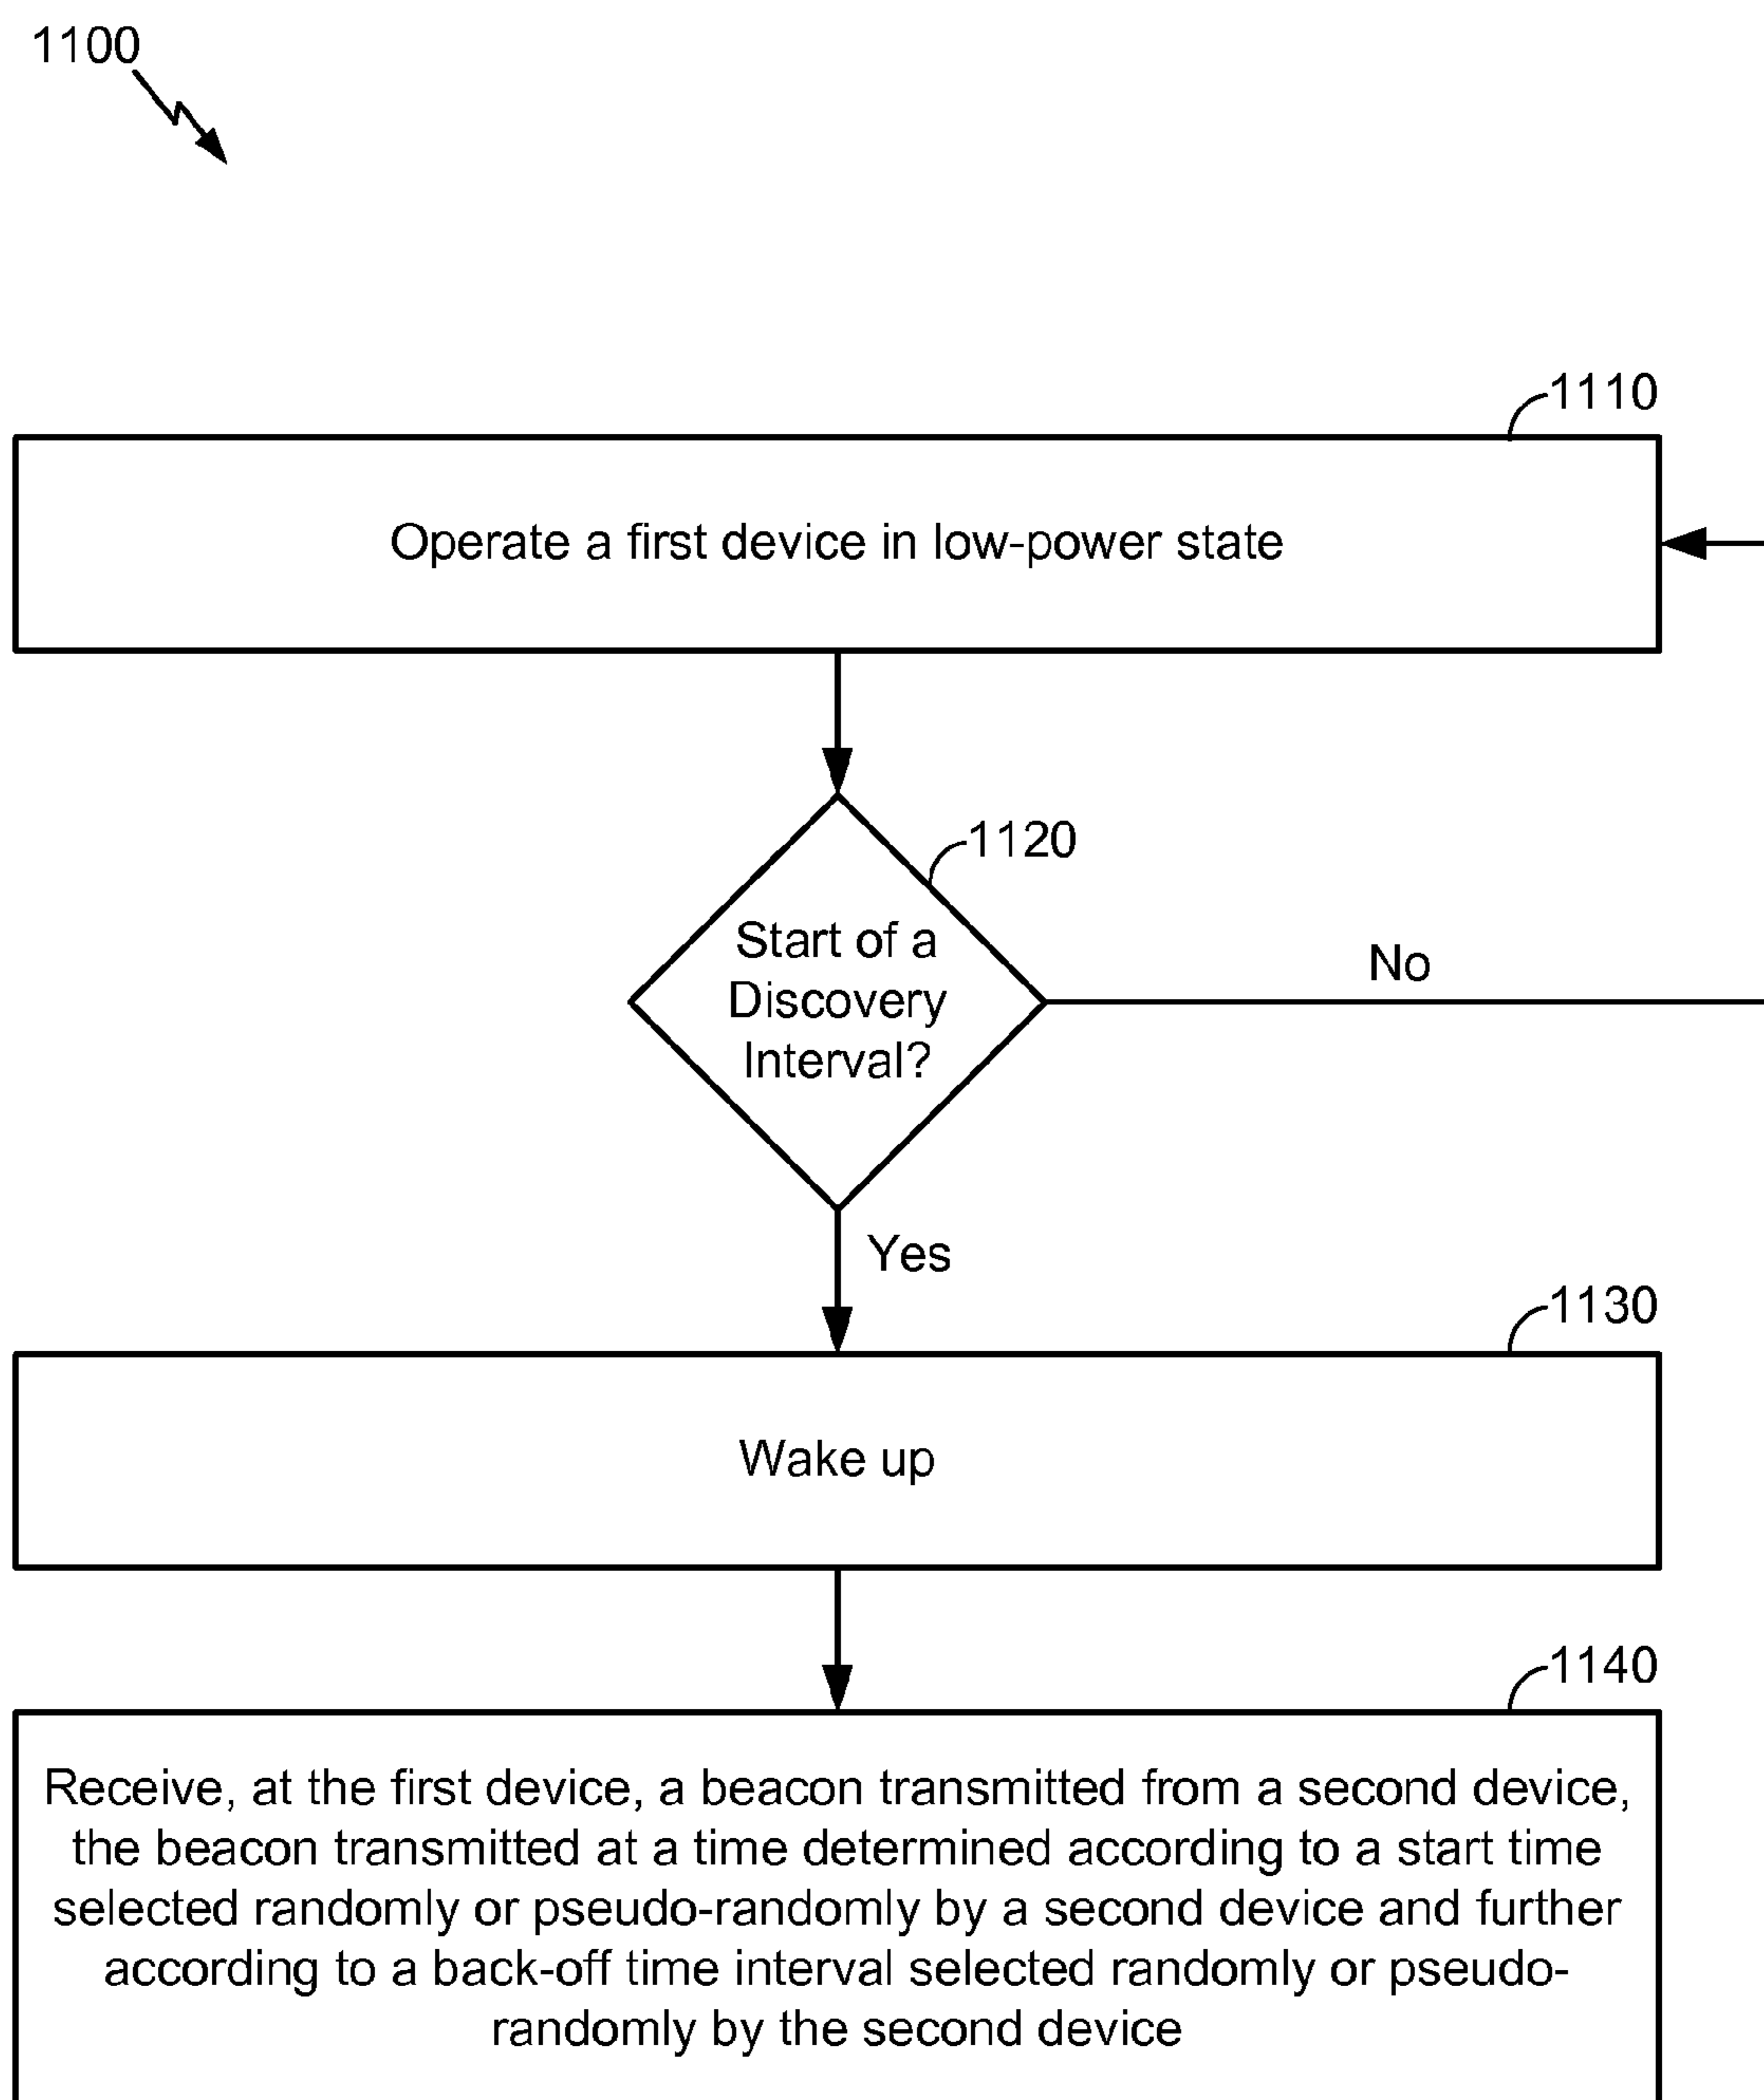 1100
1110
Operate a first device in low-power state
1120
Start of a
Discovery
Interval?
No
Yes
1130
Wake up
1140
Receive, at the first device, a beacon transmitted from a second device,
the beacon transmitted at a time determined according to a start time
selected randomly or pseudo-randomly by a second device and further
according to a back-off time interval selected randomly or pseudo-
randomly by the second device